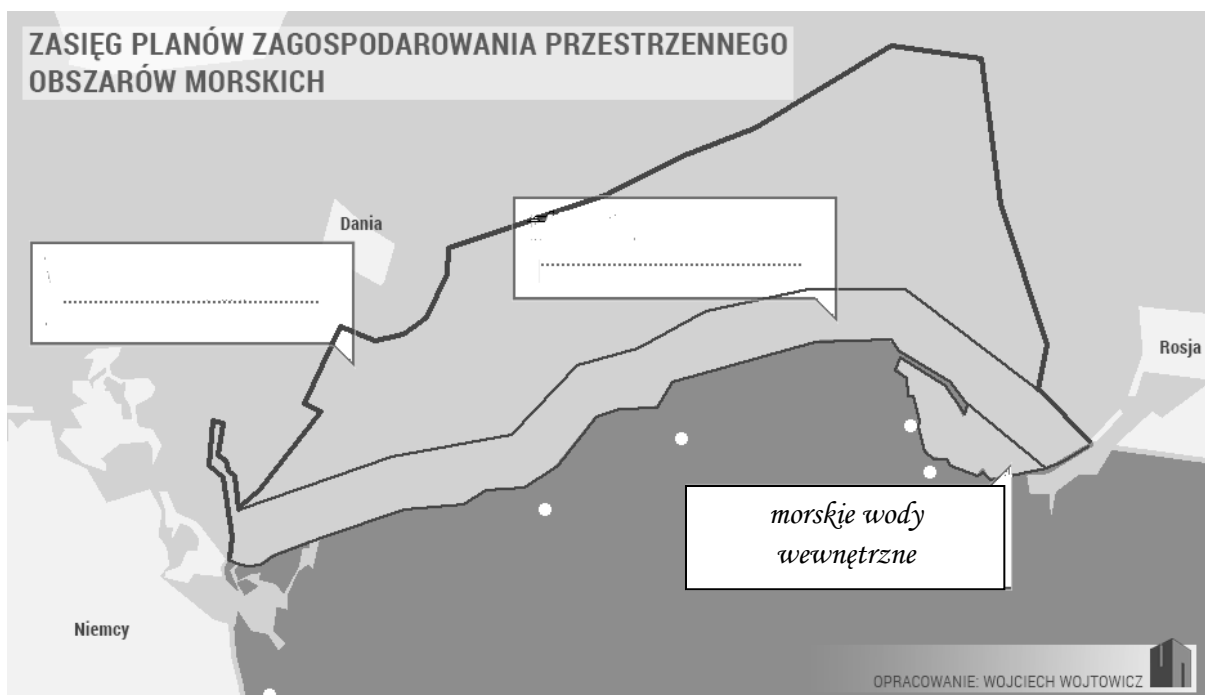 ZASIĘG PLANÓW ZAGOSPODAROWANIA PRZESTRZENNEGO
OBSZARÓW MORSKICH
Dania
Rosja
morskie wody
wewnętrzne
Niemcy
OPRACOWANIE: WOJCIECH WOJTOWICZ